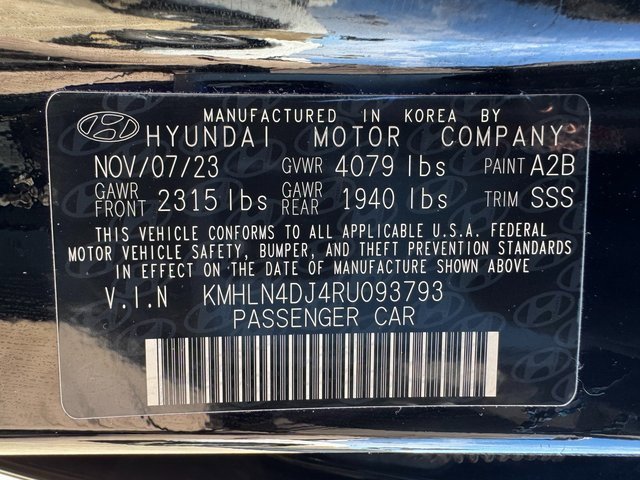 MANUFACTURED IN KOREA BY
HYUNDAI MOTOR COMPANY
NOV/07/23 GVWR 4079 lbs PAINT A2B
GAWR FRONT 2315 lbs GAWR REAR 1940 lbs TRIM SSS
THIS VEHICLE CONFORMS TO ALL APPLICABLE U.S.A. FEDERAL
MOTOR VEHICLE SAFETY, BUMPER, AND THEFT PREVENTION STANDARDS
IN EFFECT ON THE DATE OF MANUFACTURE SHOWN ABOVE
V.I.N KMHLN4DJ4RU093793
PASSENGER CAR